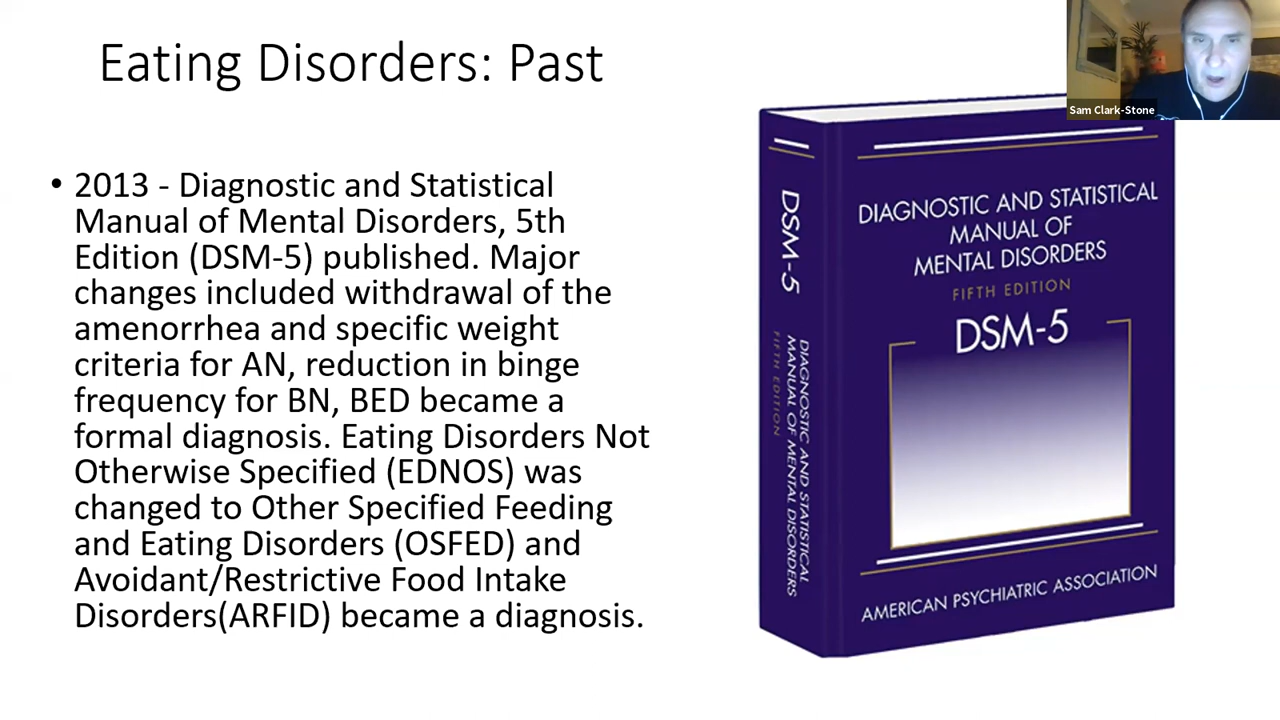 Eating Disorders: Past
Sam Clark-Stone
• 2013 - Diagnostic and Statistical
Manual of Mental Disorders, 5th
Edition (DSM-5) published. Major
changes included withdrawal of the
amenorrhea and specific weight
criteria for AN, reduction in binge
frequency for BN, BED became a
formal diagnosis. Eating Disorders Not
Otherwise Specified (EDNOS) was
changed to Other Specified Feeding
and Eating Disorders (OSFED) and
Avoidant/Restrictive Food Intake
Disorders(ARFID) became a diagnosis.
DSM-5
DIAGNOSTIC AND STATISTICAL
MANUAL OF MENTAL DISORDERS
FIFTH EDITION
DIAGNOSTIC AND STATISTICAL
MANUAL OF
MENTAL DISORDERS
FIFTH EDITION
DSM-5
AMERICAN PSYCHIATRIC ASSOCIATION